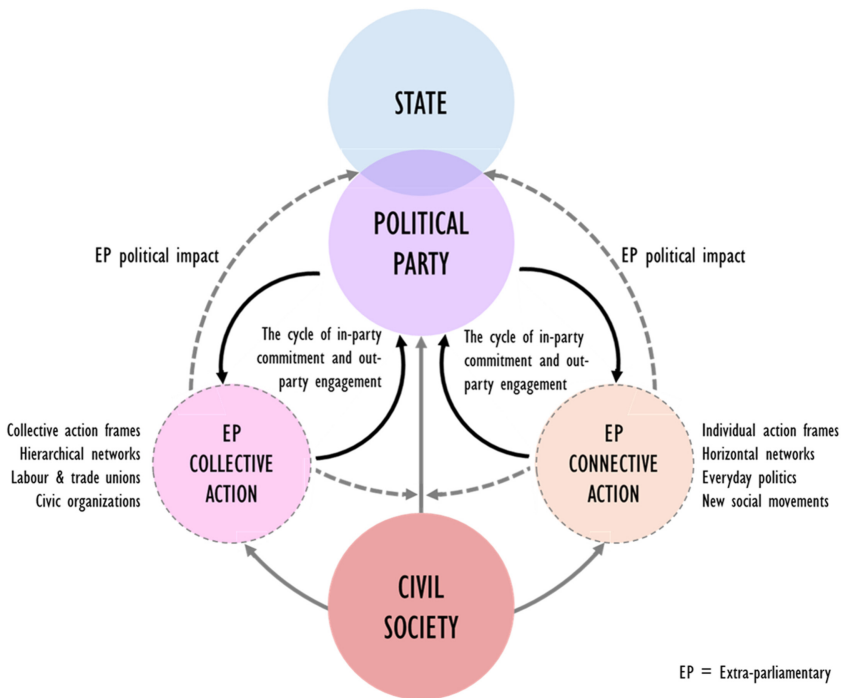 STATE
POLITICAL
PARTY
EP political impact
EP political impact
The cycle of in-party
commitment and out-
party engagement
The cycle of in-party
commitment and out-
party engagement
Collective action frames
Hierarchical networks
Labour & trade unions
Civic organizations
EP
COLLECTIVE
ACTION
EP
CONNECTIVE
ACTION
Individual action frames
Horizontal networks
Everyday politics
New social movements
CIVIL
SOCIETY
EP = Extra-parliamentary